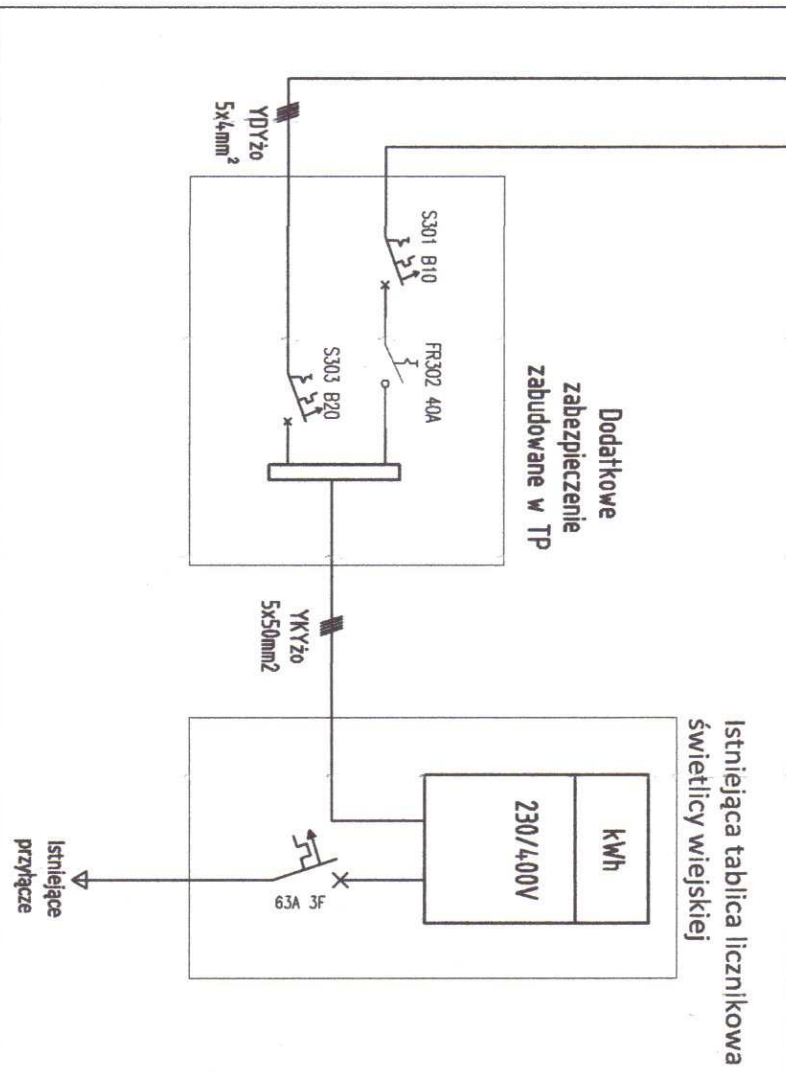 YDYżo
5x4mm²
S301 B10
FR302 40A
S303 B20
Dodatkowe
zabezpieczenie
zabudowane w TP
YKYżo
5x50mm2
Istniejąca tablica licznikowa
świetlicy wiejskiej
kWh
230/400V
63A 3F
Istniejące
przyłącze